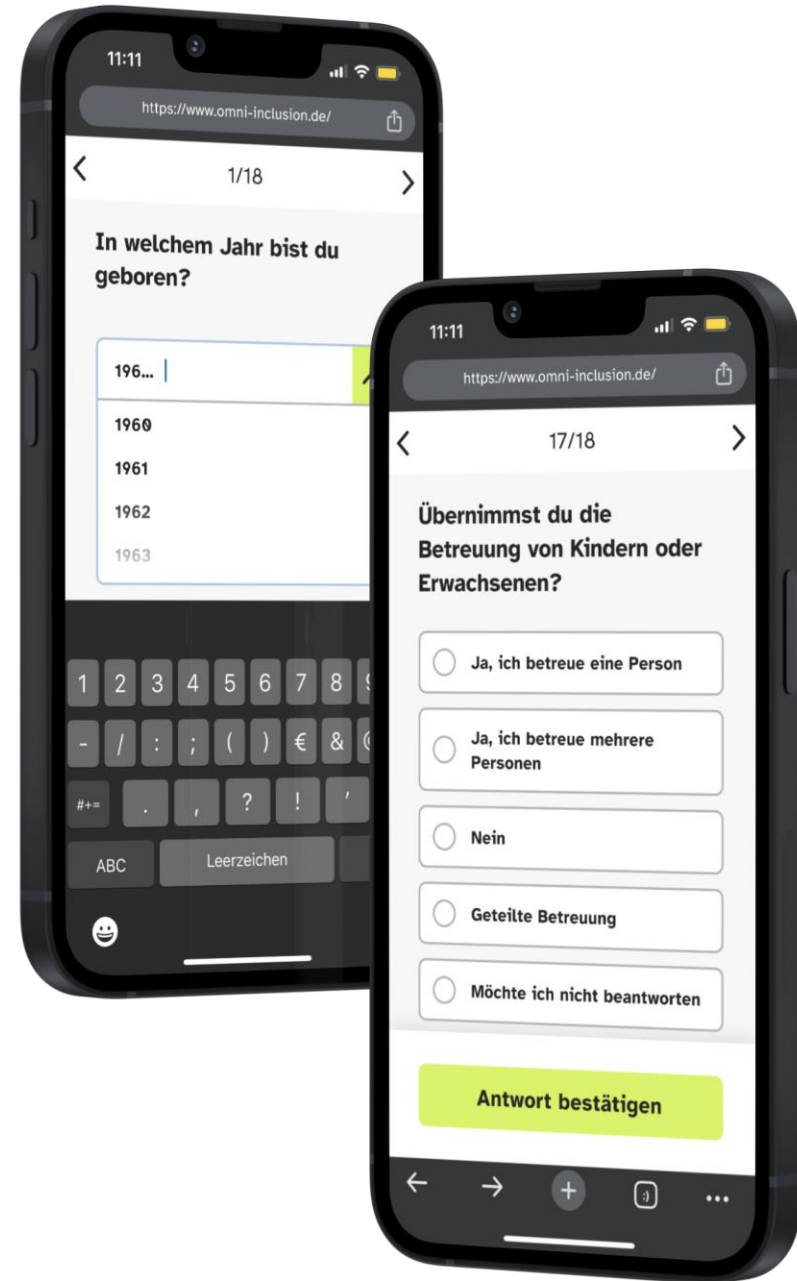 11:11
https://www.omni-inclusion.de/
1/18
In welchem Jahr bist du
geboren?
196... |
1960
1961
1962
1963
1 2 3 4 5 6 7 8
- / : ; ( ) € &
#+= . , ? ! '
ABC Leerzeichen
11:11
https://www.omni-inclusion.de/
17/18
Übernimmst du die
Betreuung von Kindern oder
Erwachsenen?
Ja, ich betreue eine Person
Ja, ich betreue mehrere
Personen
Nein
Geteilte Betreuung
Möchte ich nicht beantworten
Antwort bestätigen
:)